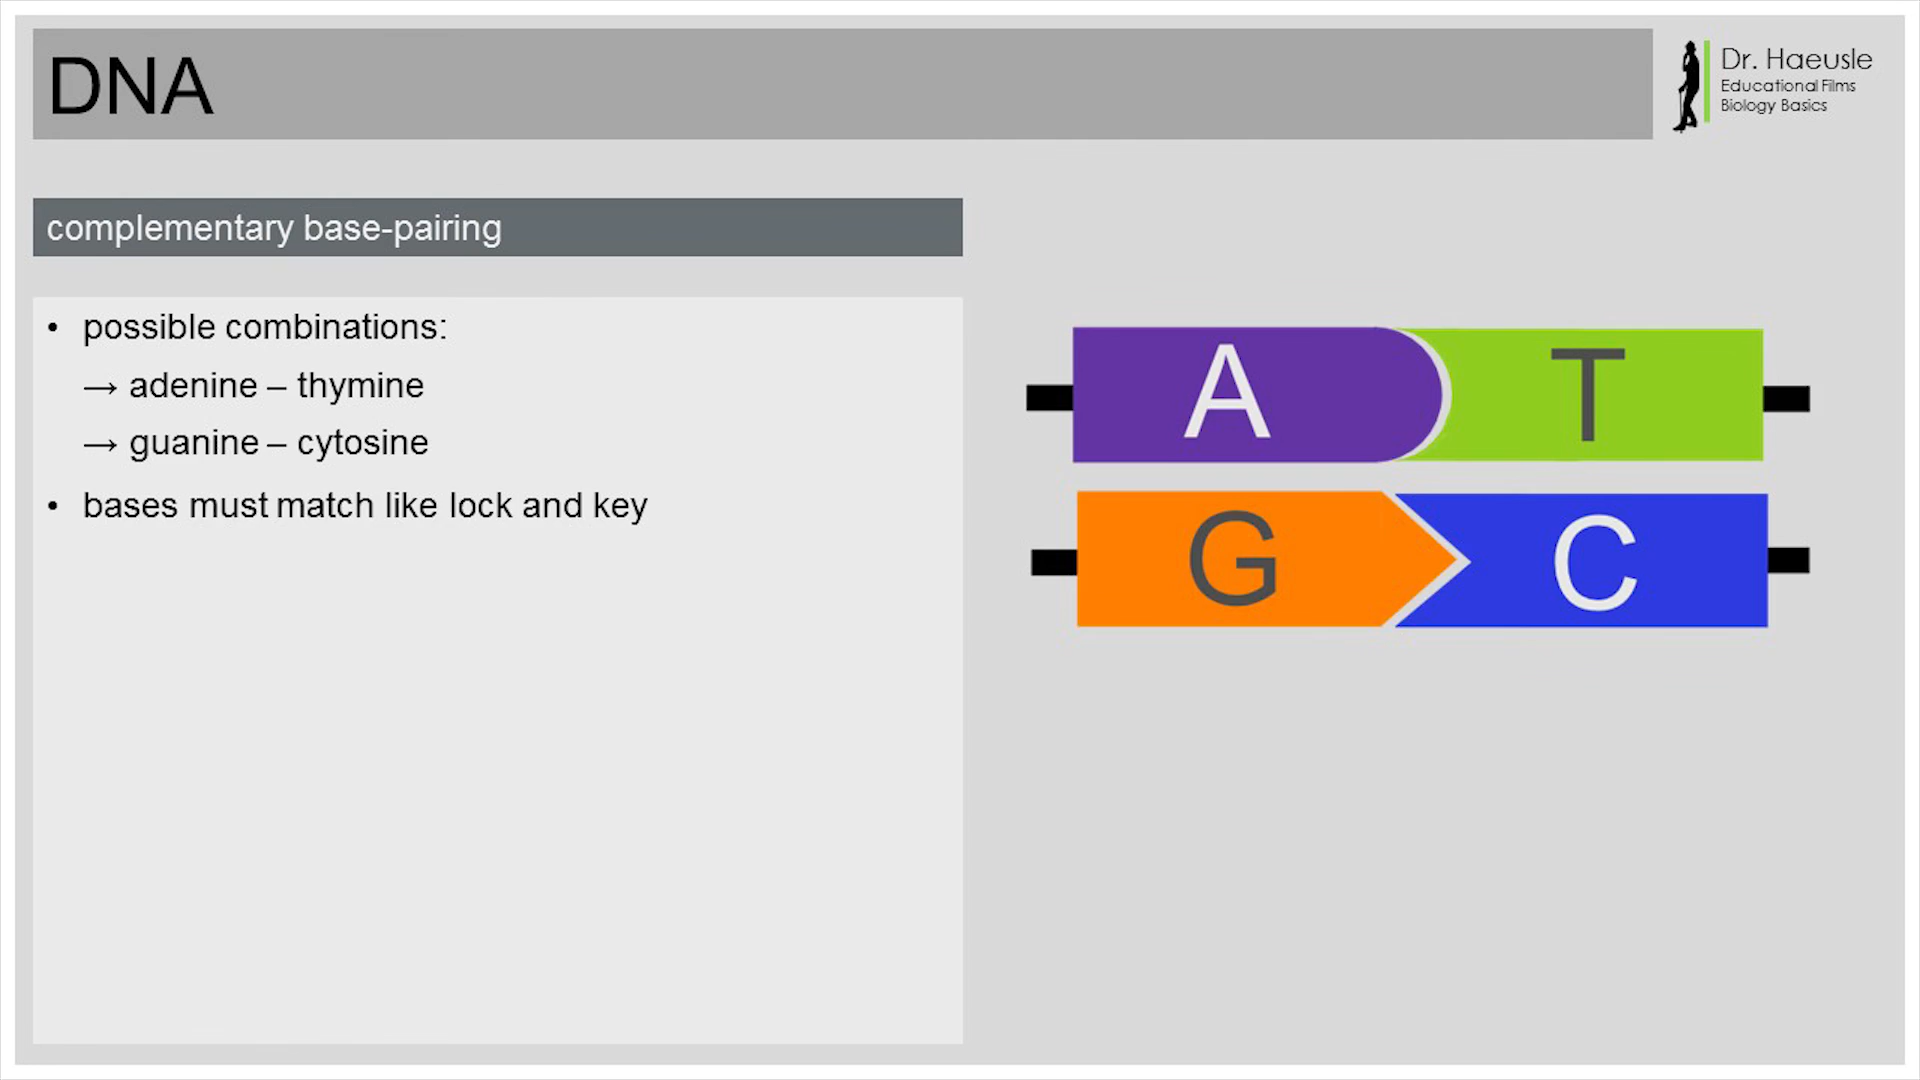 DNA
Dr. Haeusle
Educational Films
Biology Basics
complementary base-pairing
• possible combinations:
→ adenine – thymine
→ guanine – cytosine
• bases must match like lock and key
A T
G C